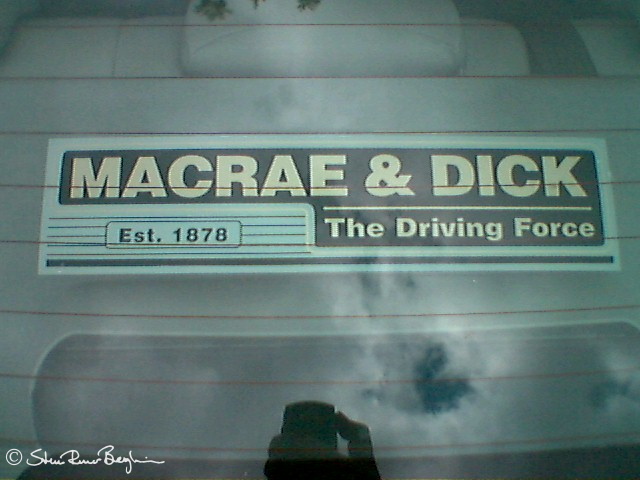 MACRAE & DICK
Est. 1878
The Driving Force
©